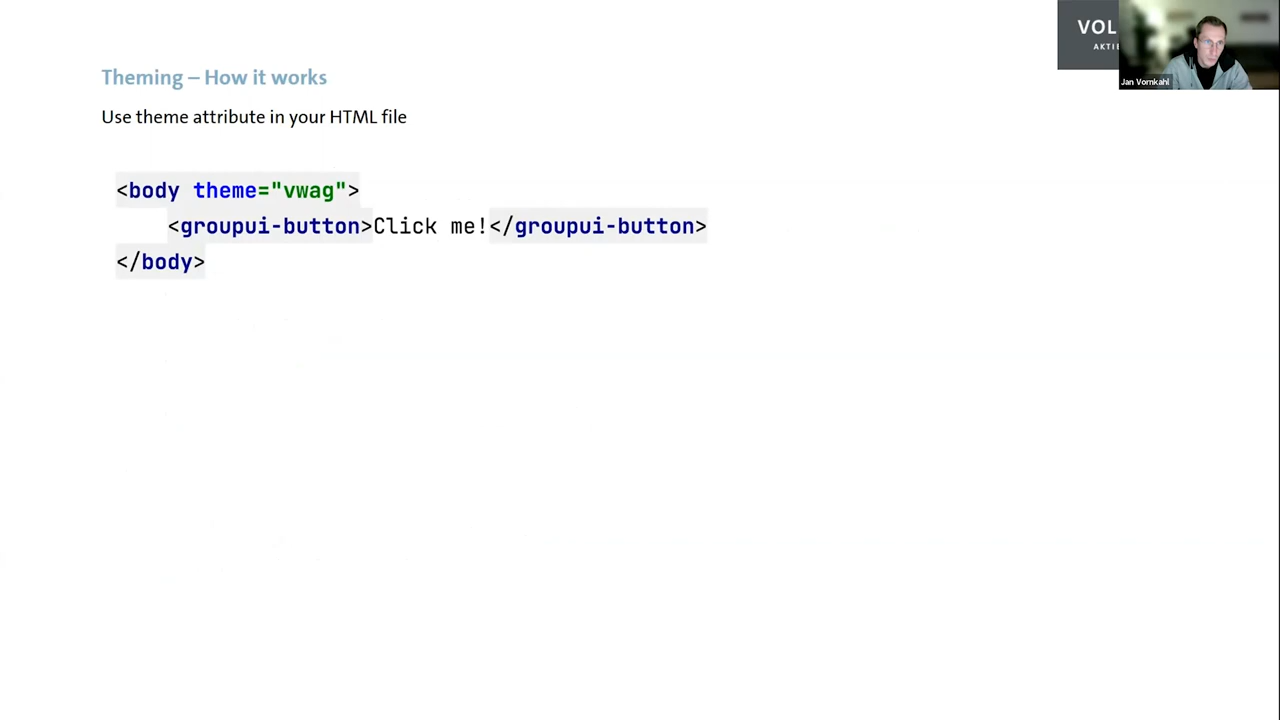 VOL
AKTIE
Jan Vornkahl
Theming – How it works
Use theme attribute in your HTML file
<body theme="vwag">
    <groupui-button>Click me!</groupui-button>
</body>